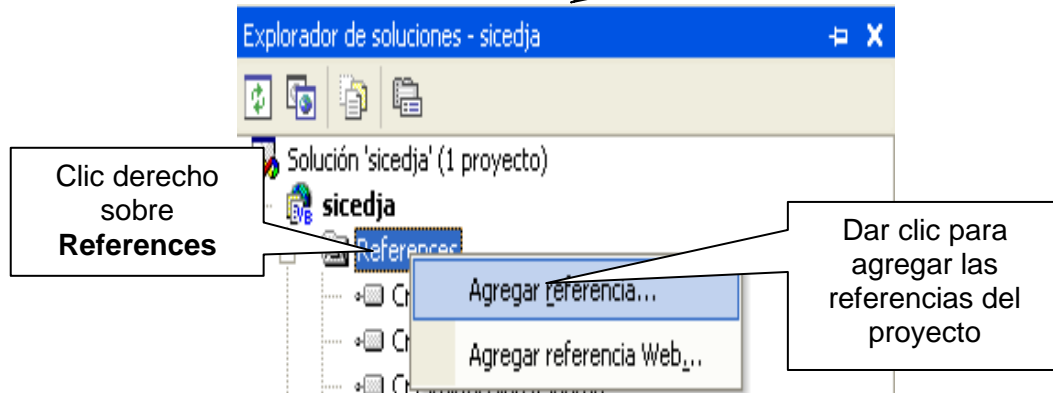 Explorador de soluciones - sicedja
Solución 'sicedja' (1 proyecto)
sicedja
References
Clic derecho
sobre
References
Agregar referencia...
Agregar referencia Web...
Dar clic para
agregar las
referencias del
proyecto